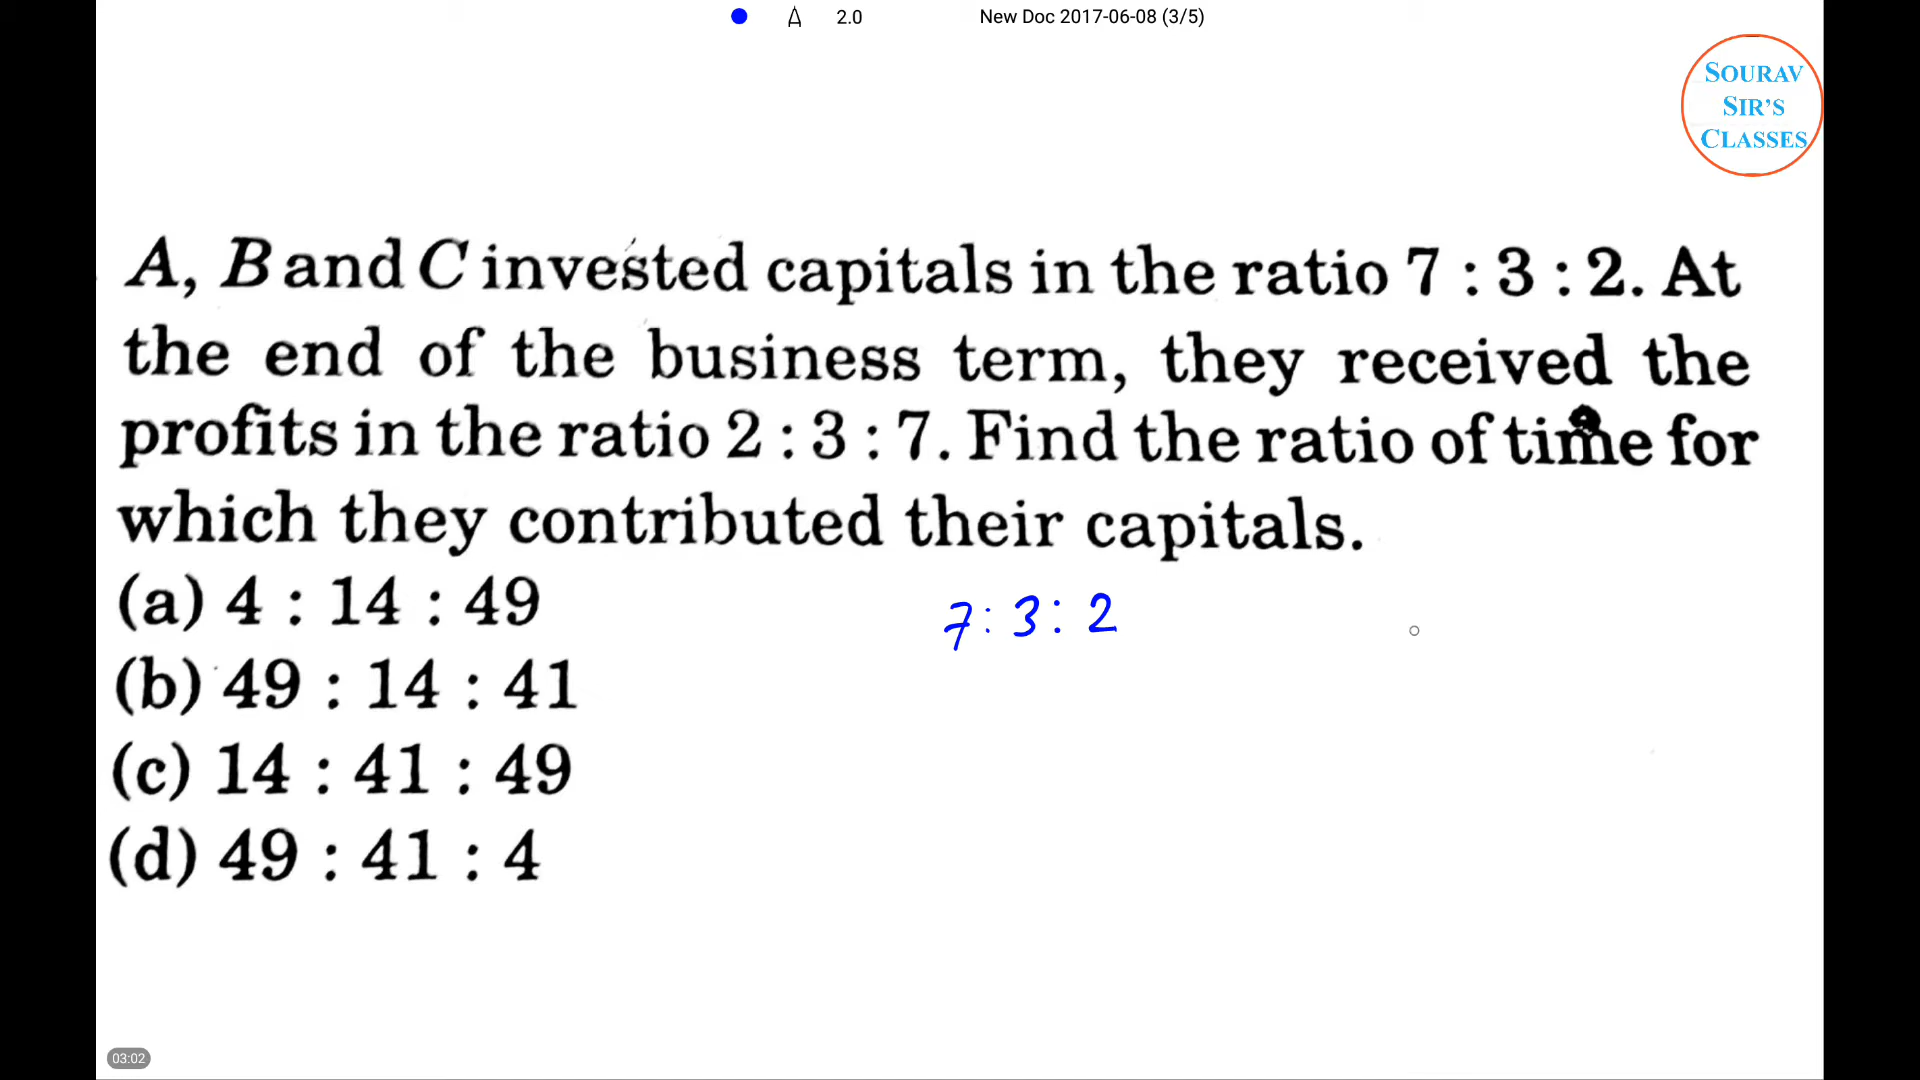 2.0 New Doc 2017-06-08 (3/5)
SOURAV
SIR'S
CLASSES
A, B and C invested capitals in the ratio 7 : 3 : 2. At
the end of the business term, they received the
profits in the ratio 2 : 3 : 7. Find the ratio of time for
which they contributed their capitals.
(a) 4 : 14 : 49
7 : 3 : 2
(b) 49 : 14 : 41
(c) 14 : 41 : 49
(d) 49 : 41 : 4
03:02